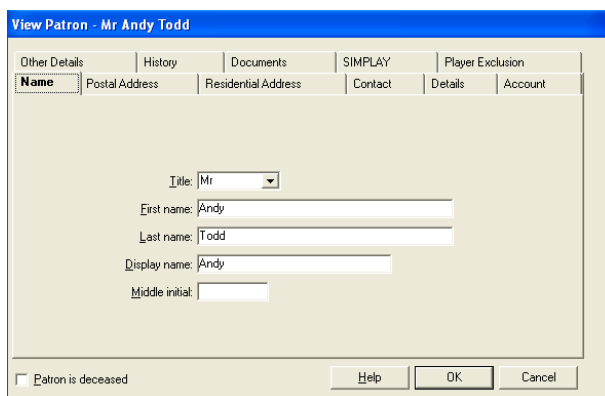 View Patron - Mr Andy Todd
Other Details History Documents SIMPLAY Player Exclusion
Name Postal Address Residential Address Contact Details Account
Title: Mr
First name: Andy
Last name: Todd
Display name: Andy
Middle initial:
Patron is deceased Help OK Cancel